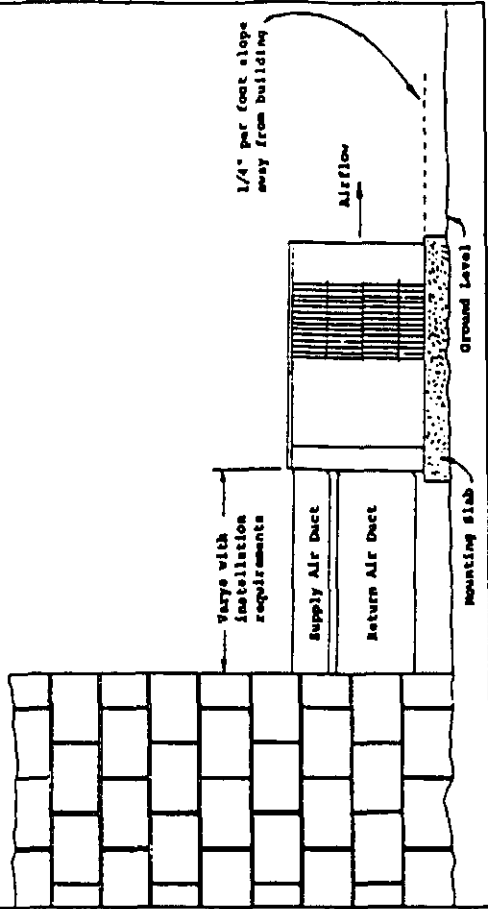 1/4" per foot slope
away from building
Airflow
Varys with
installation
requirements
Supply Air Duct
Return Air Duct
Ground Level
Mounting Slab